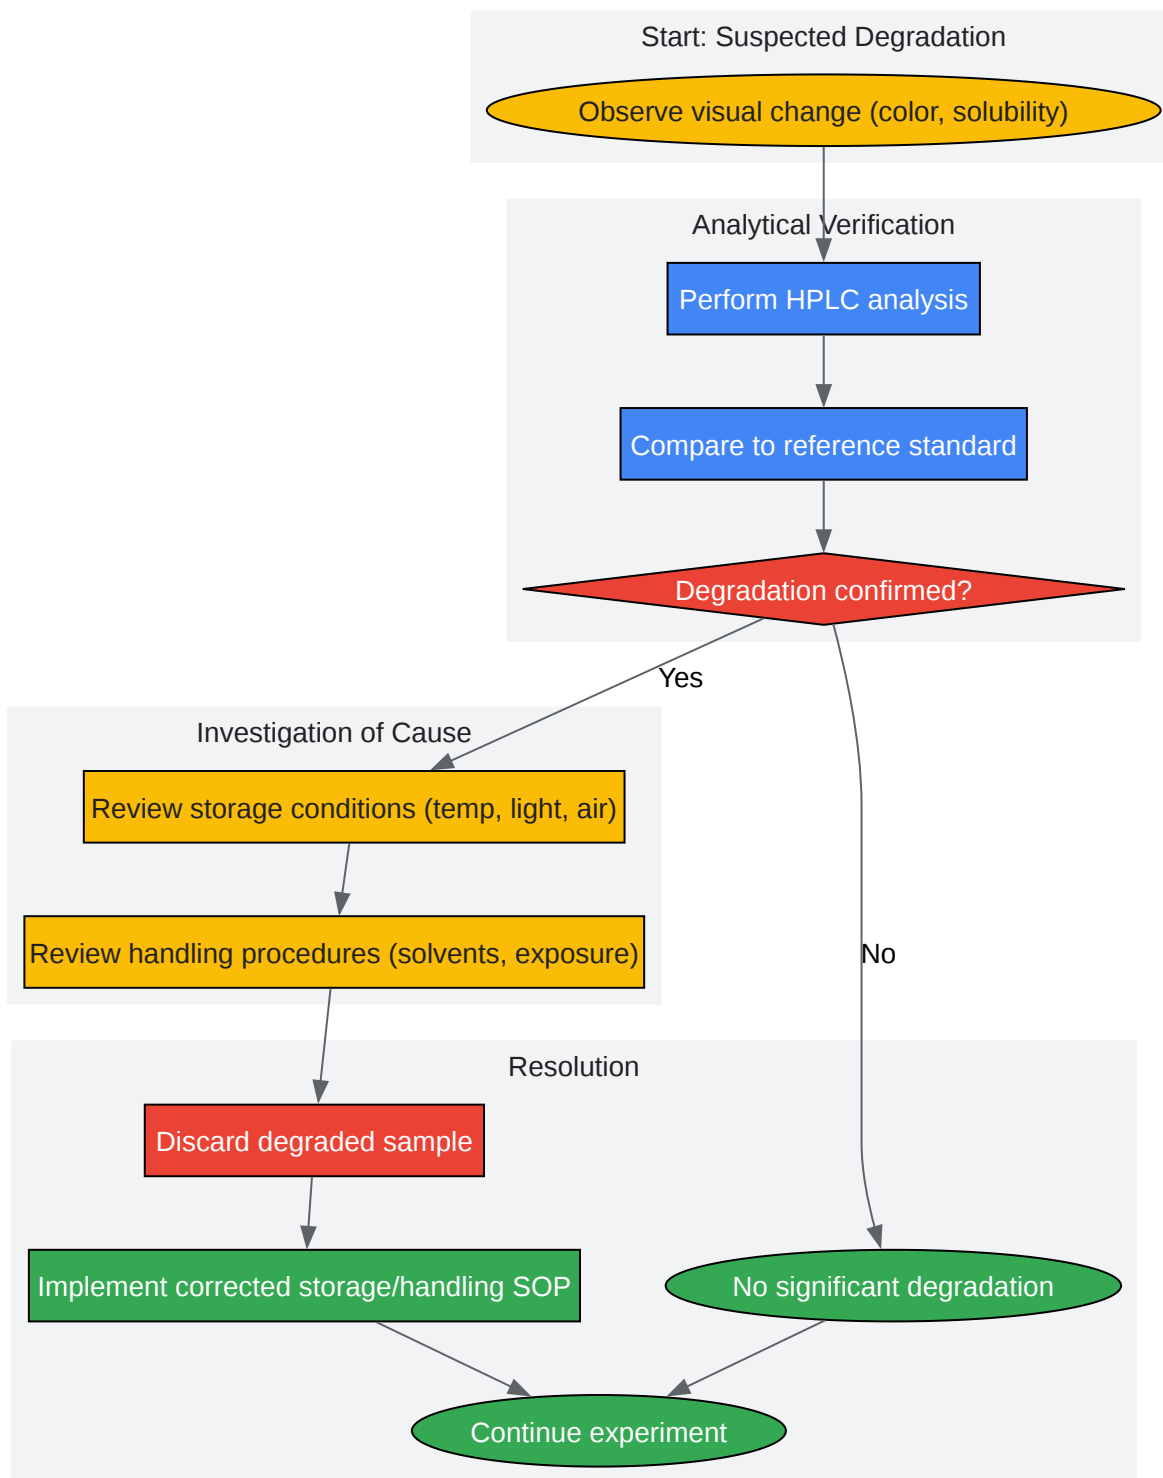 Start: Suspected Degradation
Observe visual change (color, solubility)
Analytical Verification
Perform HPLC analysis
Compare to reference standard
Degradation confirmed?
Yes
Investigation of Cause
Review storage conditions (temp, light, air)
Review handling procedures (solvents, exposure)
No
Resolution
Discard degraded sample
Implement corrected storage/handling SOP
No significant degradation
Continue experiment